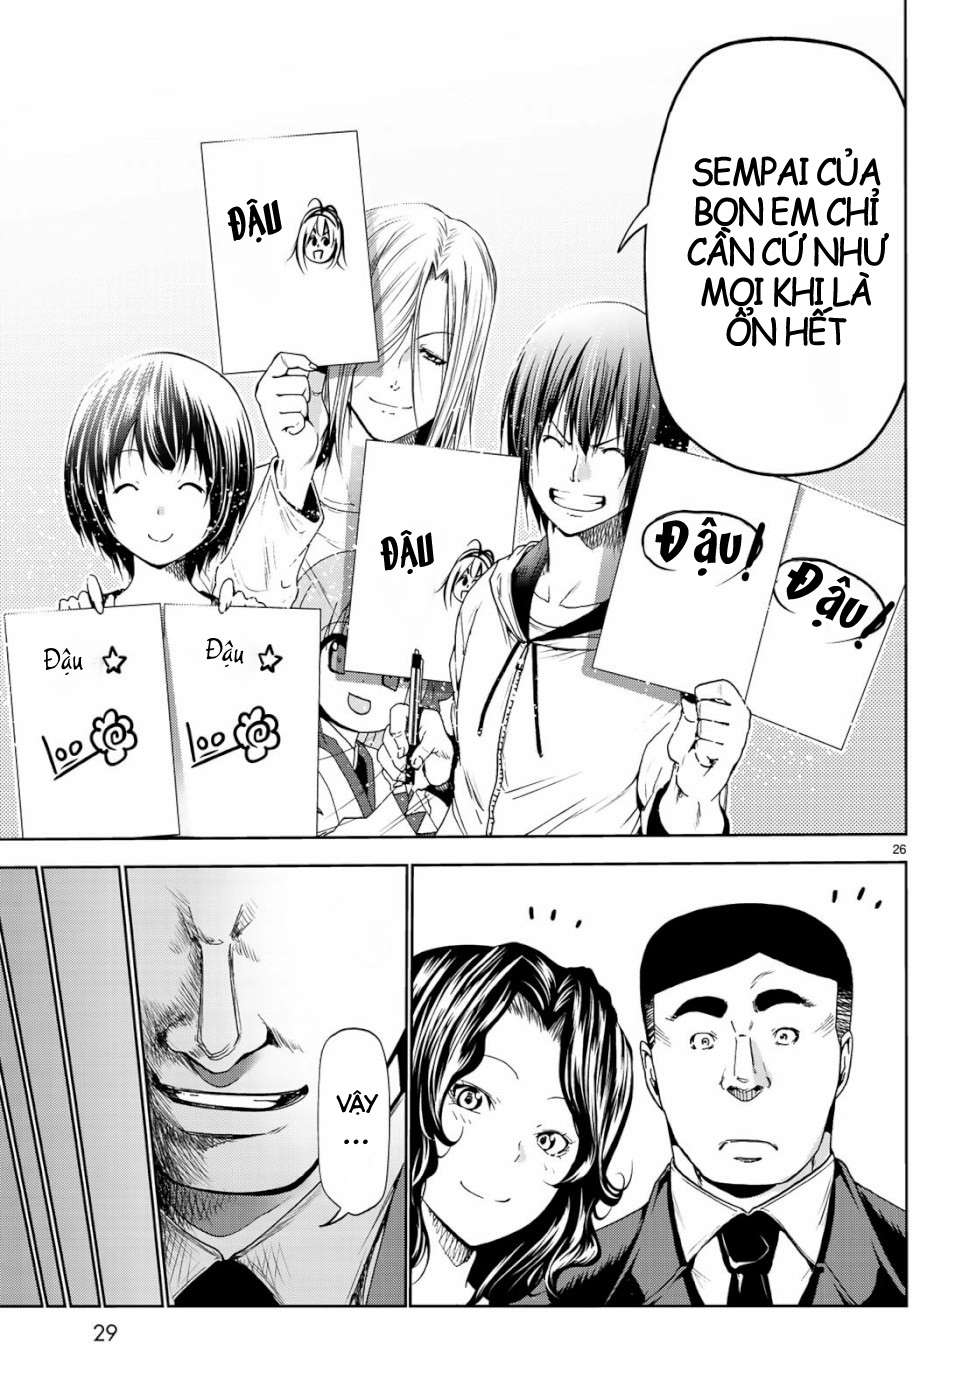 SEMPAI CỦA
BỌN EM CHỈ
CẦN CỨ NHƯ
MỌI KHI LÀ
ỔN HẾT
ĐẬU
ĐẬU
Đậu!
Đậu!
Đậu
Đậu
100
100
26
VẬY
...
29